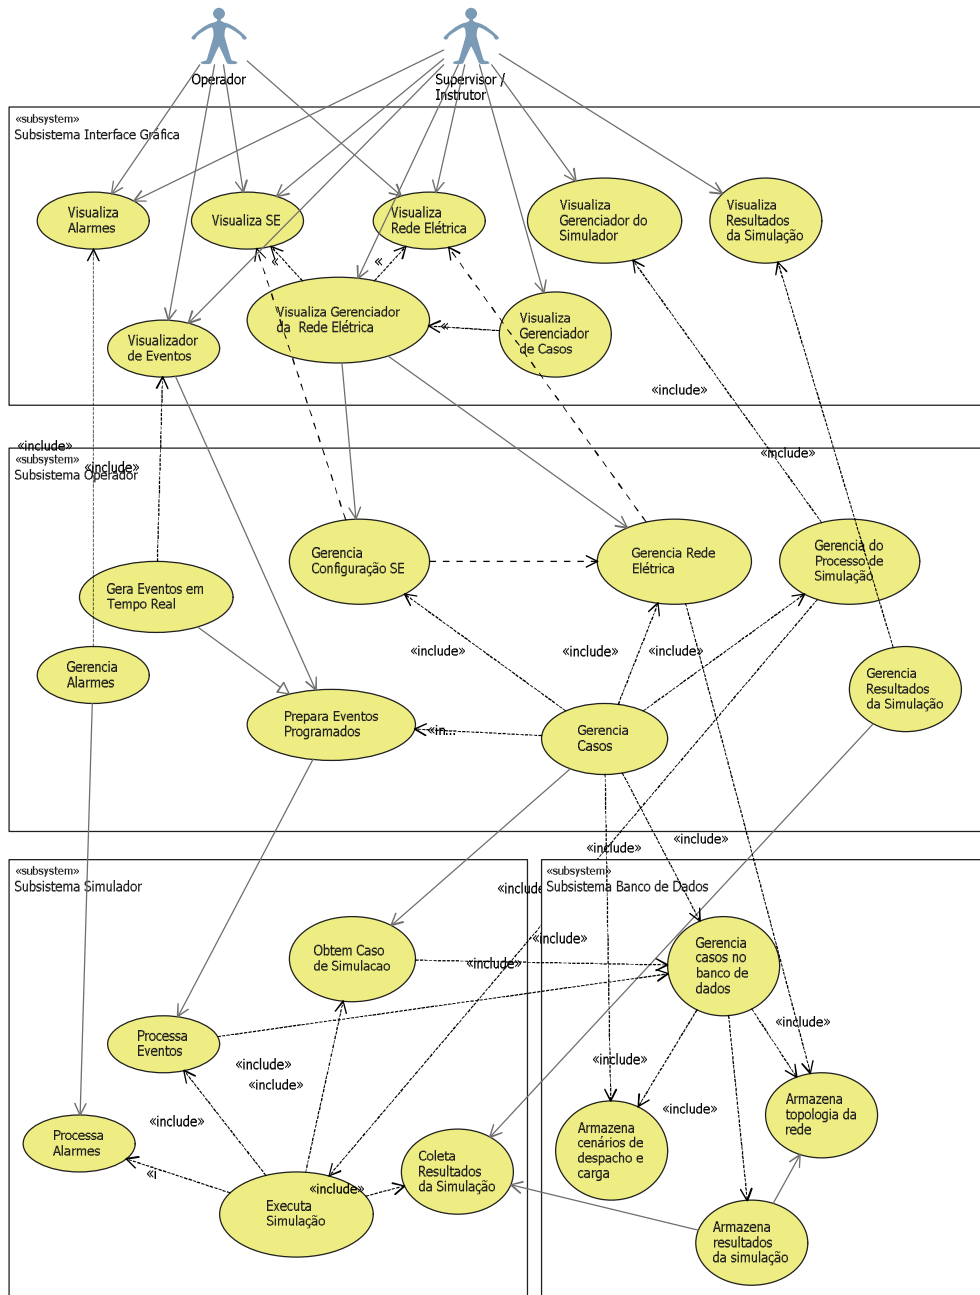 Operador
Supervisor /
Instrutor
«subsystem»
Subsistema Interface Gráfica
Visualiza
Alarmes
Visualiza SE
Visualiza
Rede Elétrica
Visualiza
Gerenciador do
Simulador
Visualiza
Resultados
da Simulação
«
«
Visualiza Gerenciador
da Rede Elétrica
«
Visualiza
Gerenciador
de Casos
Visualizador
de Eventos
«include»
«include»
«include»
«include»
«subsystem»
Subsistema Operador
Gerencia
Configuração SE
Gerencia Rede
Elétrica
Gerencia do
Processo de
Simulação
Gera Eventos em
Tempo Real
Gerencia
Alarmes
«include»
«include»
«include»
Gerencia
Resultados
da Simulação
Prepara Eventos
Programados
«in...
Gerencia
Casos
«include»
«include»
«subsystem»
Subsistema Simulador
«include
«subsystem»
Subsistema Banco de Dados
Obtem Caso
de Simulacao
«include»
«include»
Gerencia
casos no
banco de
dados
Processa
Eventos
«include»
«include»
«include»
«include»
«include»
«include»
Processa
Alarmes
«i
Executa
Simulação
«include»
Coleta
Resultados
da Simulação
Armazena
cenários de
despacho e
carga
Armazena
topologia da
rede
Armazena
resultados
da simulação